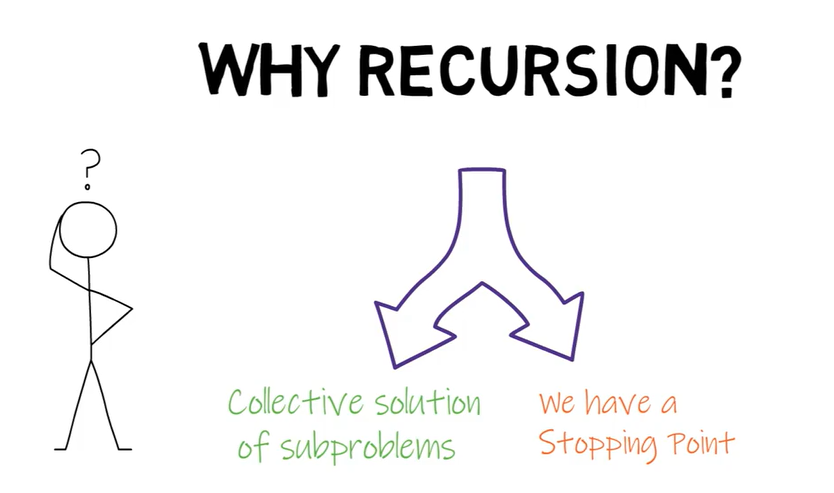 WHY RECURSION?
?
Collective solution
of subproblems
We have a
Stopping Point